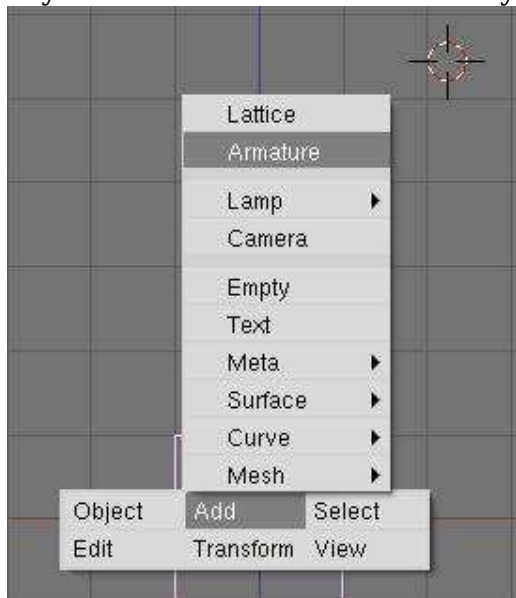 Lattice
Armature
Lamp
Camera
Empty
Text
Meta
Surface
Curve
Mesh
Object Add Select
Edit Transform View